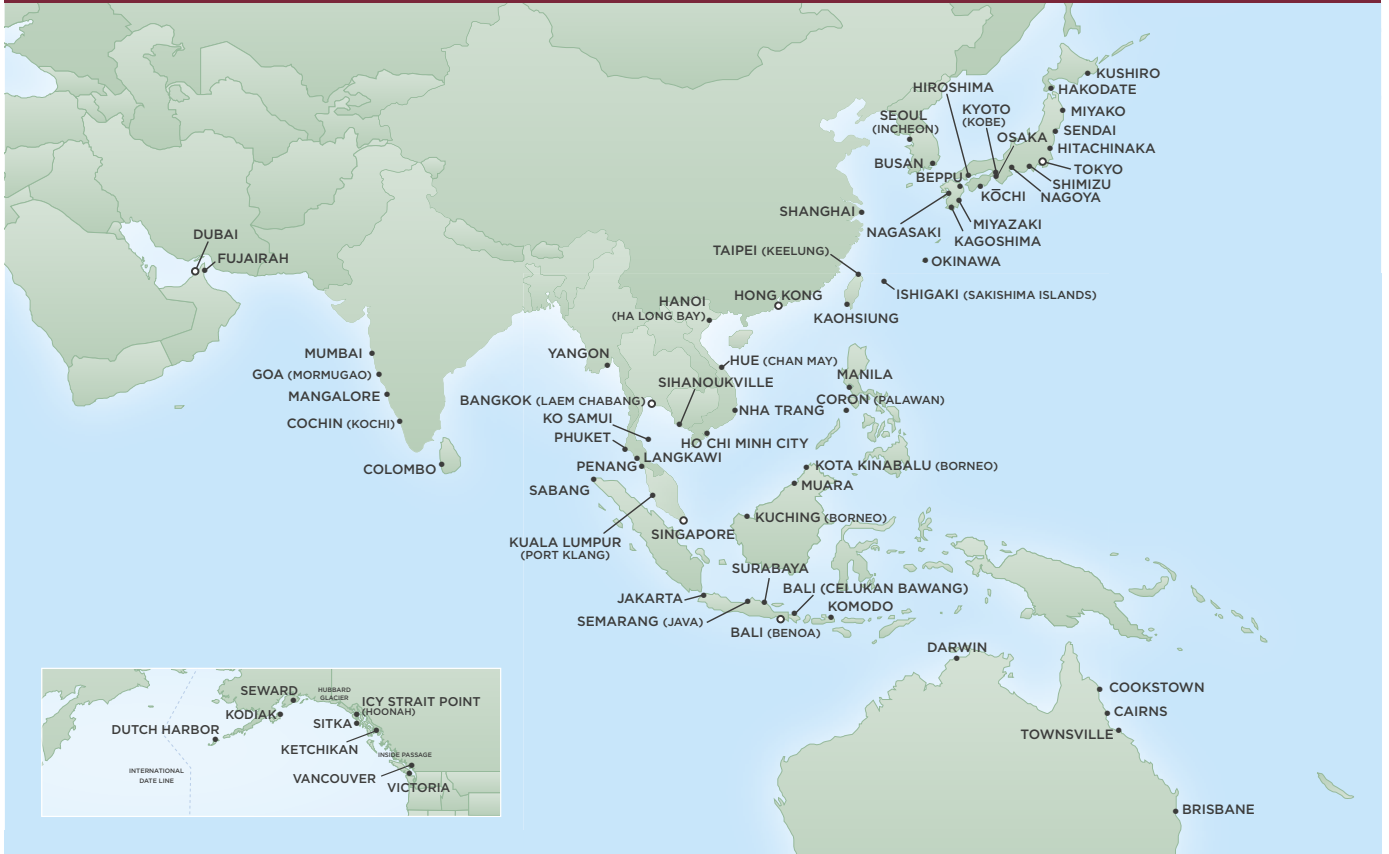 KUSHIRO
HIROSHIMA
HAKODATE
KYOTO
(KOBE)
MIYAKO
SEOUL
(INCHEON)
SENDAI
OSAKA
HITACHINAKA
BUSAN
TOKYO
BEPPU
SHIMIZU
KŌCHI
NAGOYA
SHANGHAI
MIYAZAKI
NAGASAKI
KAGOSHIMA
DUBAI
TAIPEI (KEELUNG)
FUJAIRAH
OKINAWA
HONG KONG
ISHIGAKI (SAKISHIMA ISLANDS)
HANOI
(HA LONG BAY)
KAOHSIUNG
MUMBAI
YANGON
HUE (CHAN MAY)
GOA (MORMUGAO)
SIHANOUKVILLE
MANILA
MANGALORE
BANGKOK (LAEM CHABANG)
CORON (PALAWAN)
NHA TRANG
COCHIN (KOCHI)
KO SAMUI
PHUKET
HO CHI MINH CITY
LANGKAWI
COLOMBO
PENANG
KOTA KINABALU (BORNEO)
SABANG
MUARA
KUCHING (BORNEO)
SINGAPORE
KUALA LUMPUR
(PORT KLANG)
SURABAYA
BALI (CELUKAN BAWANG)
JAKARTA
KOMODO
SEMARANG (JAVA)
BALI (BENOA)
DARWIN
COOKSTOWN
CAIRNS
TOWNSVILLE
BRISBANE
SEWARD
HUBBARD
GLACIER
ICY STRAIT POINT
(HOONAH)
KODIAK
SITKA
DUTCH HARBOR
KETCHIKAN
INSIDE PASSAGE
INTERNATIONAL
DATE LINE
VANCOUVER
VICTORIA